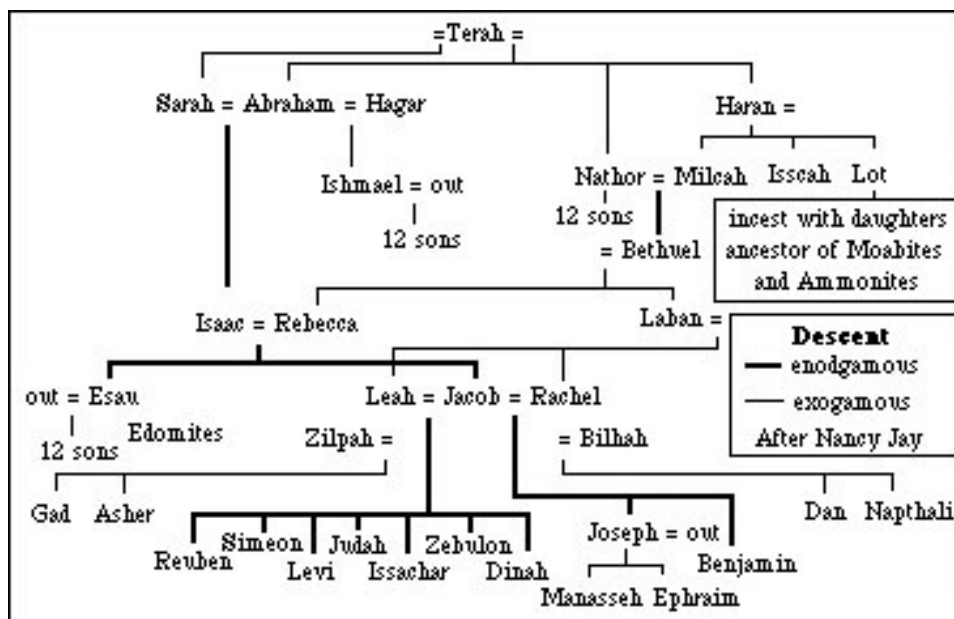 =Terah =
Sarah = Abraham = Hagar
Haran =
Ishmael = out
Nathor = Milcah Isscah Lot
12 sons
12 sons
incest with daughters
ancestor of Moabites
and Ammonites
= Bethuel
Isaac = Rebecca
Laban =
Descent
enodgamous
exogamous
After Nancy Jay
out = Esau
Leah = Jacob = Rachel
12 sons
Edomites
Zilpah =
= Bilhah
Gad Asher
Dan Napthali
Reuben
Simeon
Levi
Judah
Issachar
Zebulon
Dinah
Joseph = out
Benjamin
Manasseh Ephraim